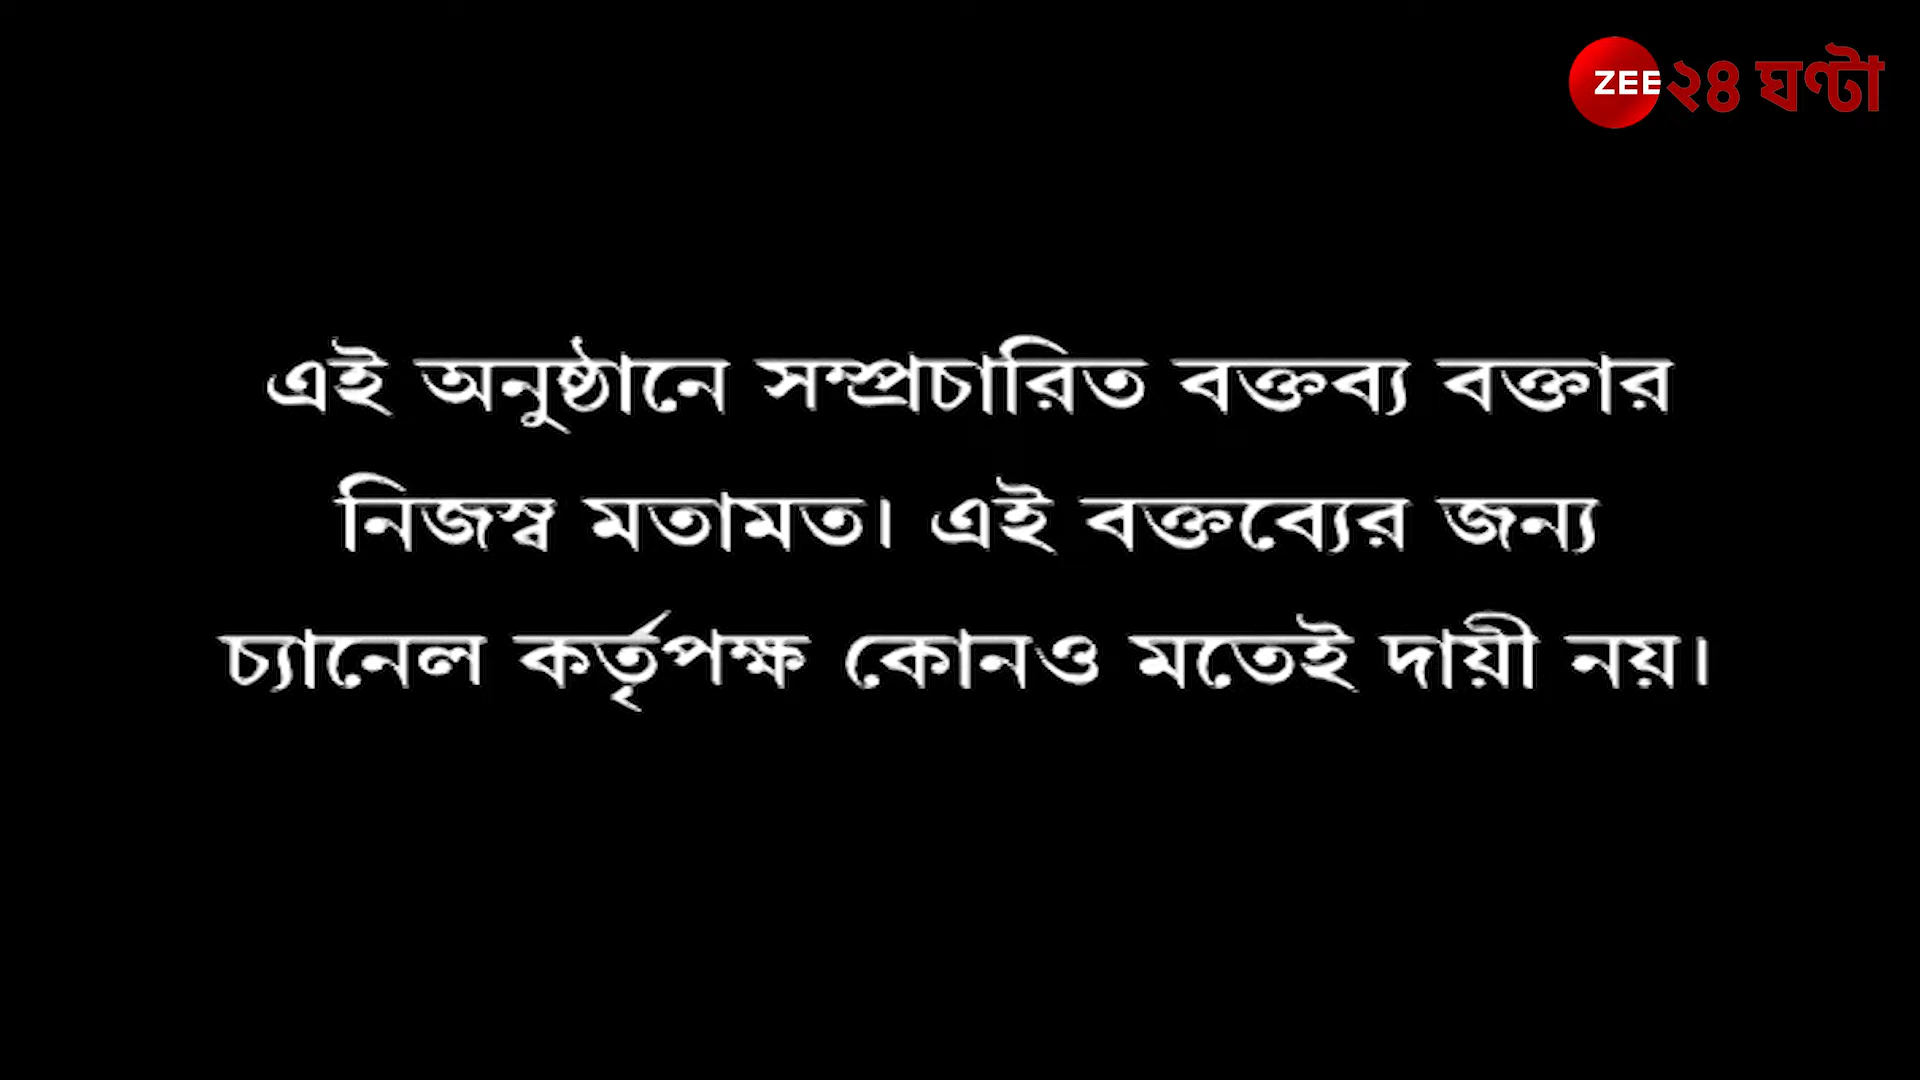 ZEE ২৪ ঘণ্টা
এই অনুষ্ঠানে সম্প্রচারিত বক্তব্য বক্তার
নিজস্ব মতামত। এই বক্তব্যের জন্য
চ্যানেল কর্তৃপক্ষ কোনও মতেই দায়ী নয়।